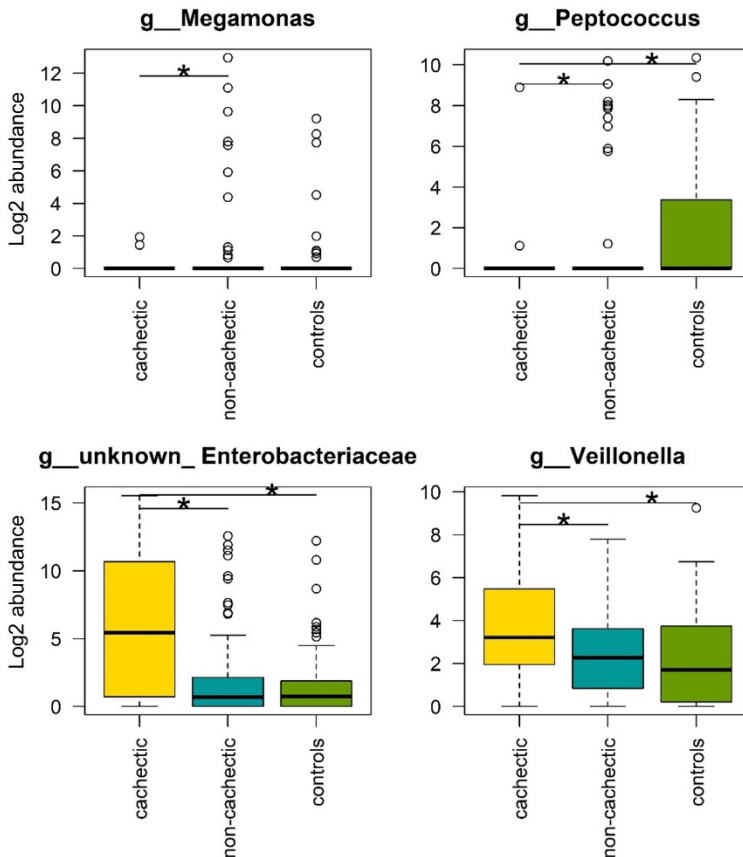 g__Megamonas
g__Peptococcus
Log2 abundance
12
10
8
6
4
2
0
*
cachectic
non-cachectic
controls
10
8
6
4
2
0
*
*
cachectic
non-cachectic
controls
g__unknown_ Enterobacteriaceae
g__Veillonella
Log2 abundance
15
10
5
0
*
*
cachectic
non-cachectic
controls
10
8
6
4
2
0
*
*
cachectic
non-cachectic
controls